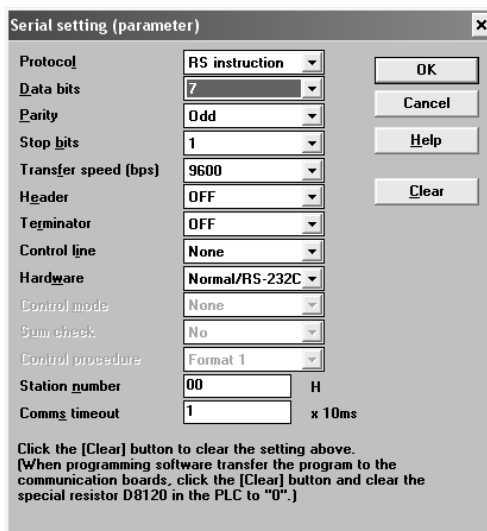 Serial setting (parameter)
Protocol RS instruction OK
Data bits 7
Cancel
Parity Odd
Stop bits 1 Help
Transfer speed (bps) 9600
Header OFF Clear
Terminator OFF
Control line None
Hardware Normal/RS-232C
Control mode None
Sum check No
Control procedure Format 1
Station number 00 H
Comms timeout 1 x 10ms
Click the [Clear] button to clear the setting above.
(When programming software transfer the program to the
communication boards, click the [Clear] button and clear the
special resistor D8120 in the PLC to "0".)